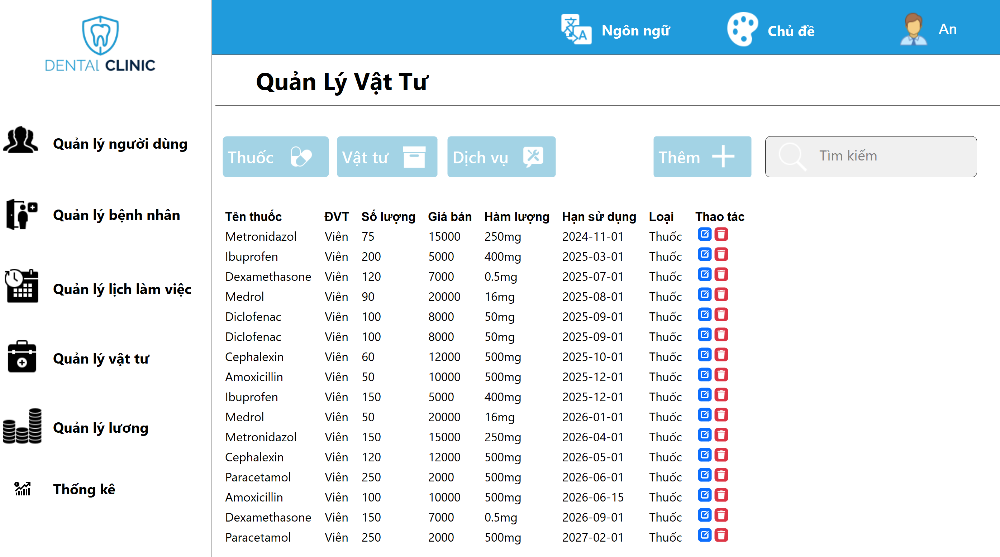 DENTAL CLINIC
Ngôn ngữ
Chủ đề
An
Quản Lý Vật Tư
Quản lý người dùng
Quản lý bệnh nhân
Quản lý lịch làm việc
Quản lý vật tư
Quản lý lương
Thống kê
Thuốc
Vật tư
Dịch vụ
Thêm
Tìm kiếm
Tên thuốc ĐVT Số lượng Giá bán Hàm lượng Hạn sử dụng Loại Thao tác
Metronidazol Viên 75 15000 250mg 2024-11-01 Thuốc
Ibuprofen Viên 200 5000 400mg 2025-03-01 Thuốc
Dexamethasone Viên 120 7000 0.5mg 2025-07-01 Thuốc
Medrol Viên 90 20000 16mg 2025-08-01 Thuốc
Diclofenac Viên 100 8000 50mg 2025-09-01 Thuốc
Diclofenac Viên 100 8000 50mg 2025-09-01 Thuốc
Cephalexin Viên 60 12000 500mg 2025-10-01 Thuốc
Amoxicillin Viên 50 10000 500mg 2025-12-01 Thuốc
Ibuprofen Viên 150 5000 400mg 2025-12-01 Thuốc
Medrol Viên 50 20000 16mg 2026-01-01 Thuốc
Metronidazol Viên 150 15000 250mg 2026-04-01 Thuốc
Cephalexin Viên 120 12000 500mg 2026-05-01 Thuốc
Paracetamol Viên 250 2000 500mg 2026-06-01 Thuốc
Amoxicillin Viên 100 10000 500mg 2026-06-15 Thuốc
Dexamethasone Viên 150 7000 0.5mg 2026-09-01 Thuốc
Paracetamol Viên 250 2000 500mg 2027-02-01 Thuốc